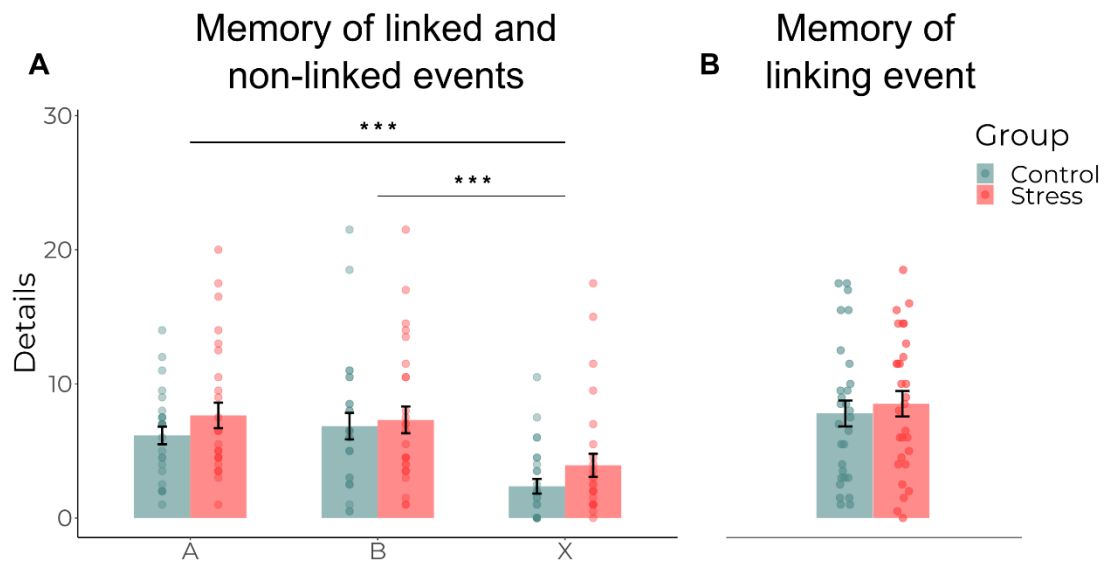 Memory of linked and
non-linked events
A
Memory of
linking event
B
30
20
10
0
Details
***
***
A
B
X
Group
Control
Stress